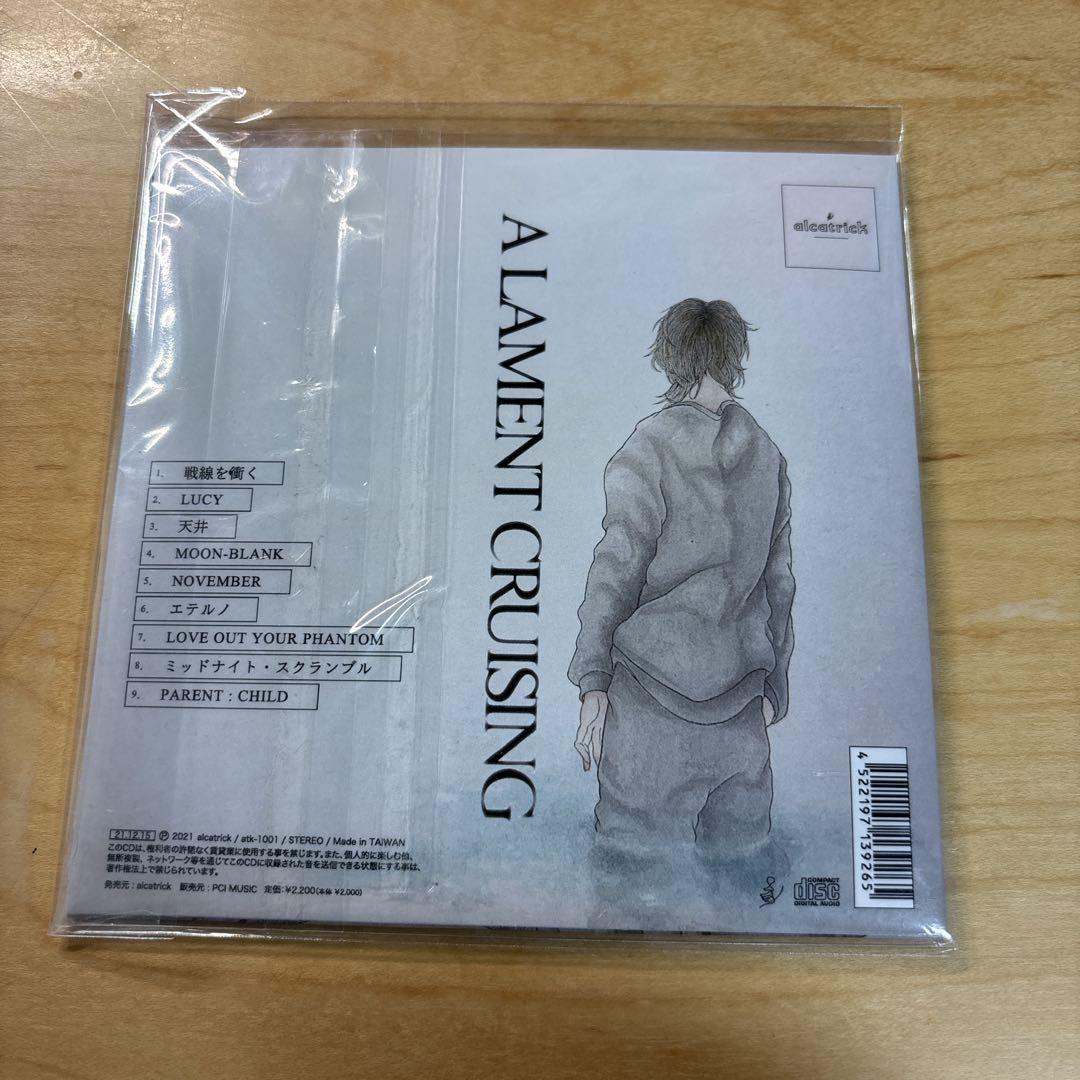 alcatrick
A LAMENT CRUISING
1. 戦線を衝く
2. LUCY
3. 天井
4. MOON-BLANK
5. NOVEMBER
6. エテルノ
7. LOVE OUT YOUR PHANTOM
8. ミッドナイト・スクランブル
9. PARENT : CHILD
21.12.15 Ⓟ 2021 alcatrick / atk-1001 / STEREO / Made in TAIWAN
このCDは、権利者の許諾なく賃貸業に使用する事を禁じます。また、個人的に楽しむ他、
無断複製、ネットワーク等を通じてこのCDに収録された音を送信できる状態にする事は、
著作権法上で禁じられています。
発売元：alcatrick 販売元：PCI MUSIC 定価：¥2,200（本体 ¥2,000）
COMPACT
disc
DIGITAL AUDIO
4 522197 139265